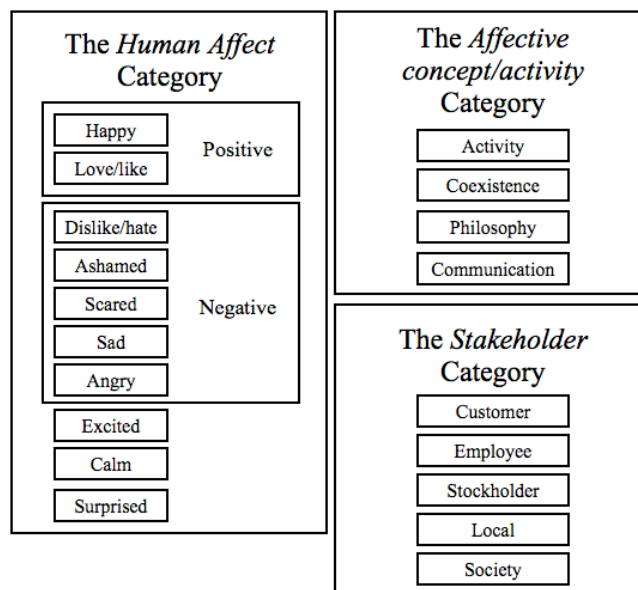 The Human Affect
Category
Happy
Love/like
Positive
Dislike/hate
Ashamed
Scared
Sad
Angry
Negative
Excited
Calm
Surprised
The Affective
concept/activity
Category
Activity
Coexistence
Philosophy
Communication
The Stakeholder
Category
Customer
Employee
Stockholder
Local
Society